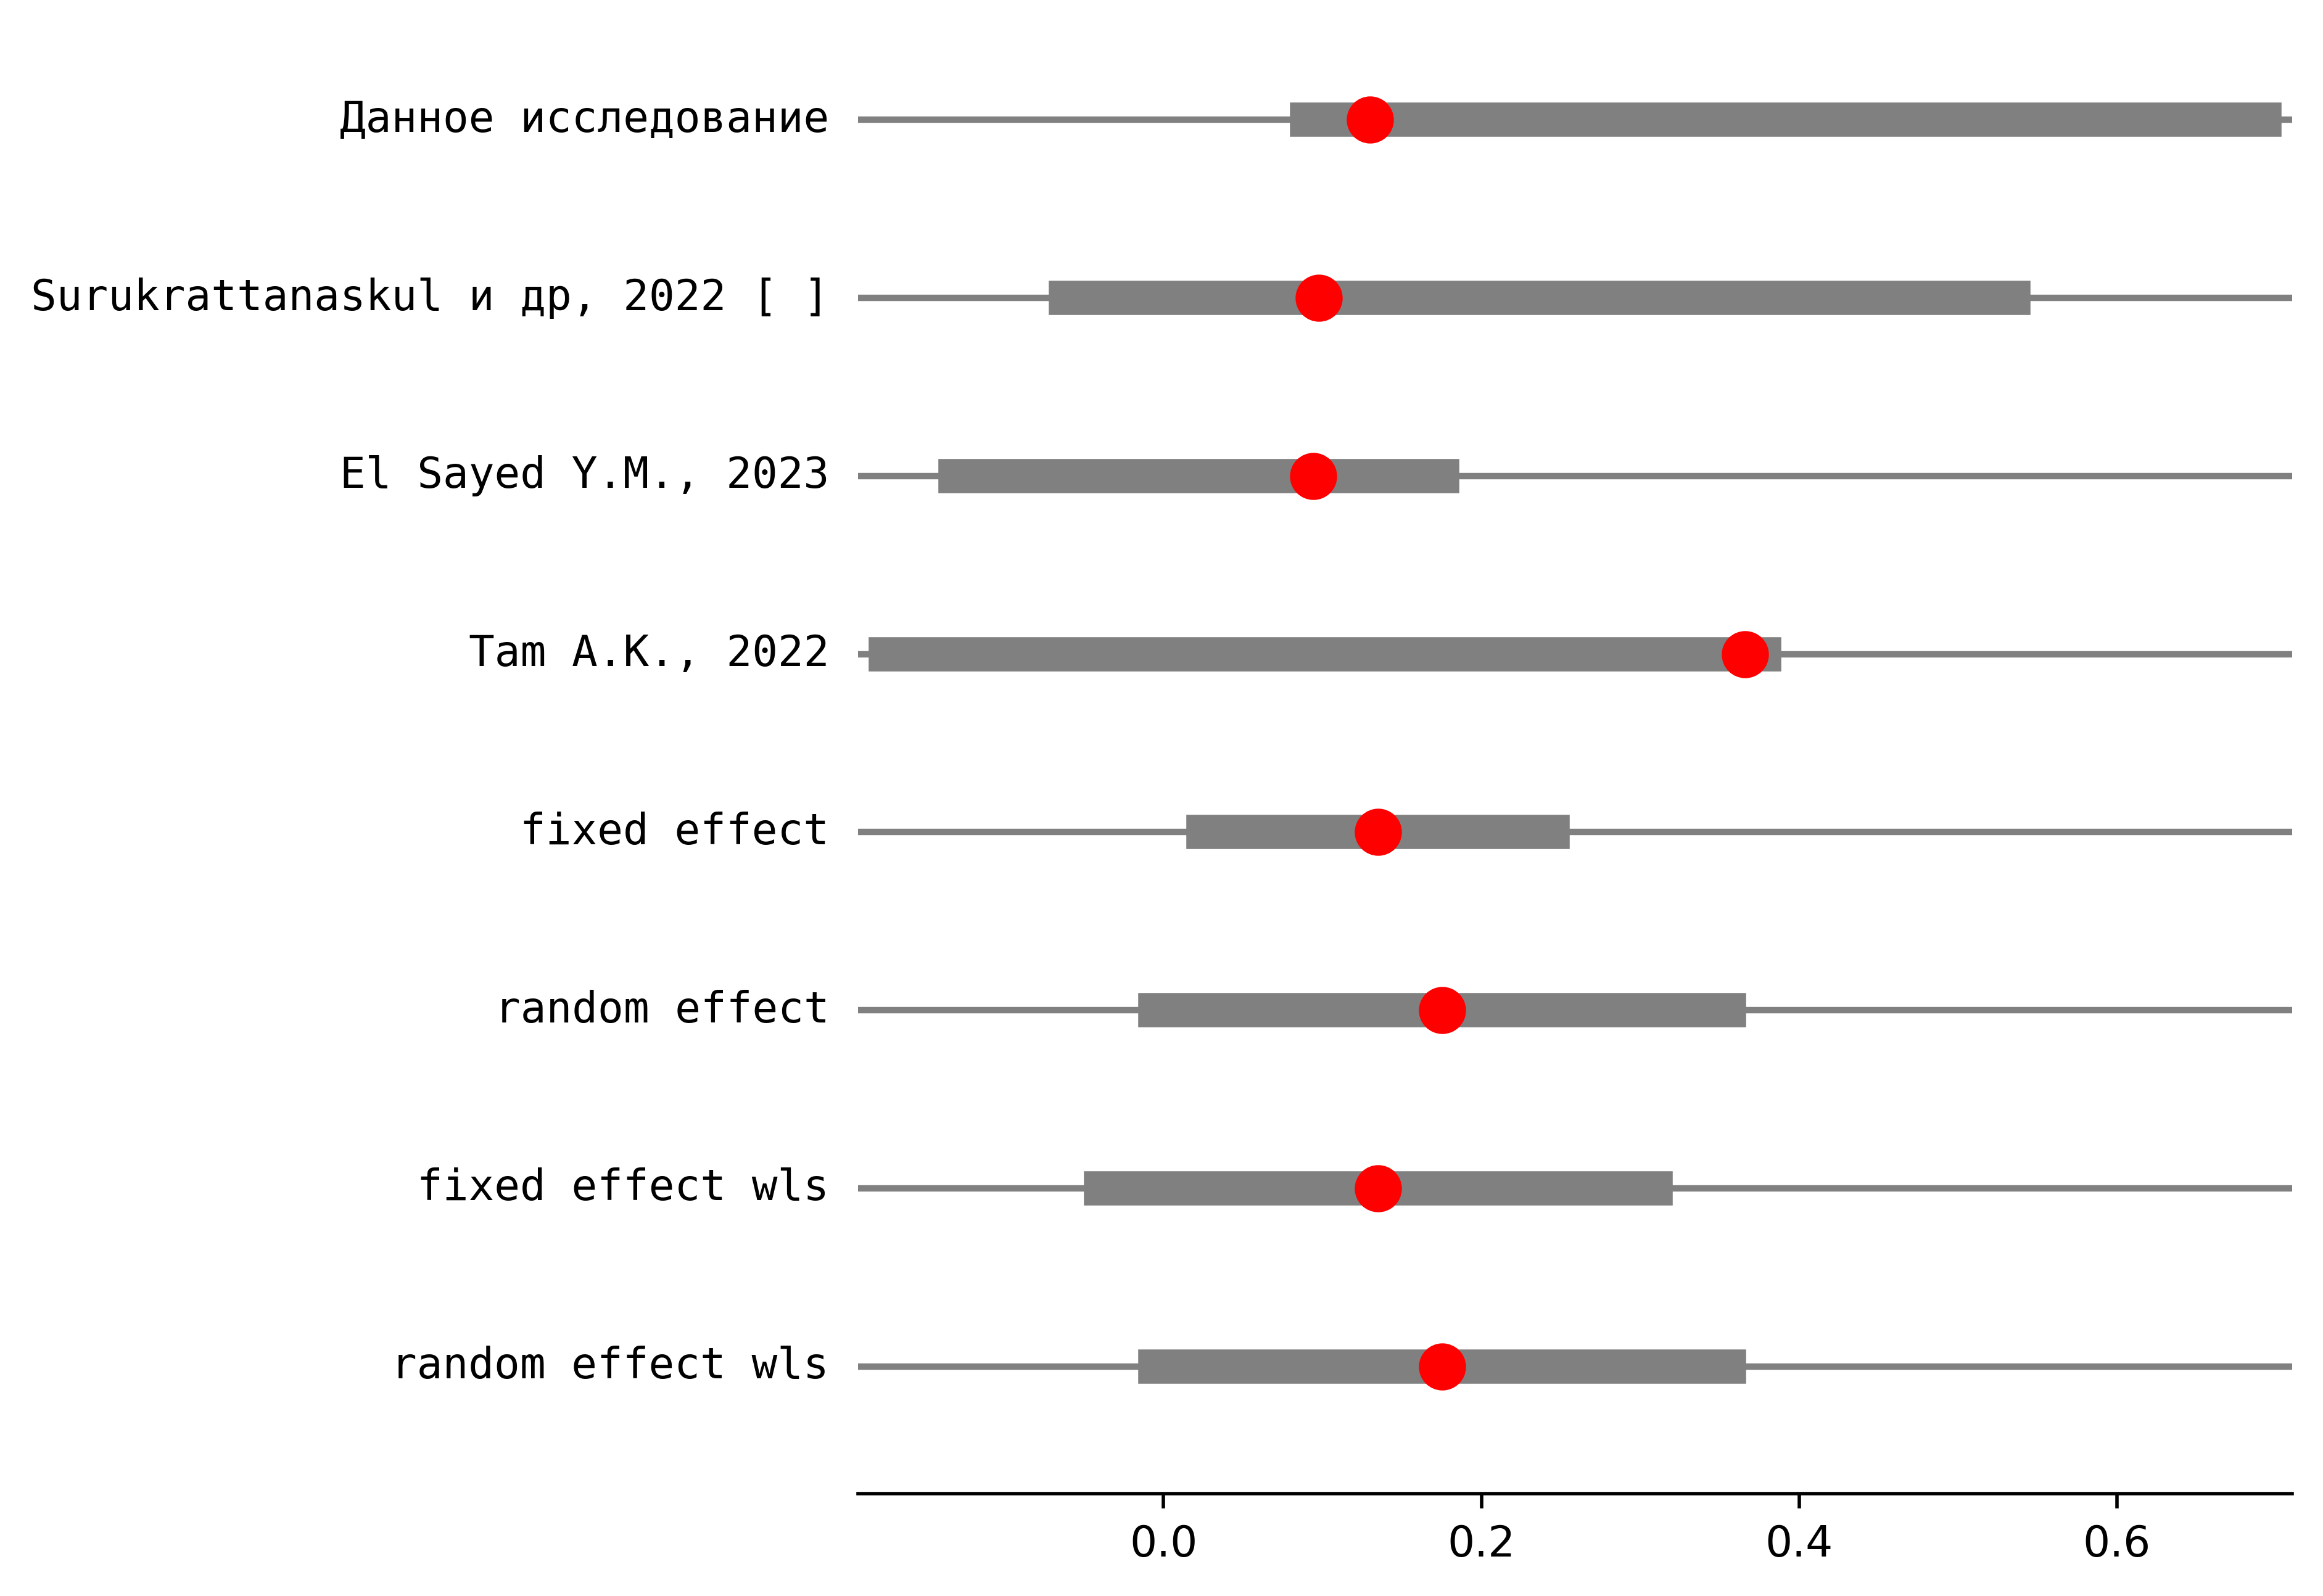 Данное исследование
Surukrattanaskul и др, 2022 [ ]
El Sayed Y.M., 2023
Tam A.K., 2022
fixed effect
random effect
fixed effect wls
random effect wls
0.0 0.2 0.4 0.6